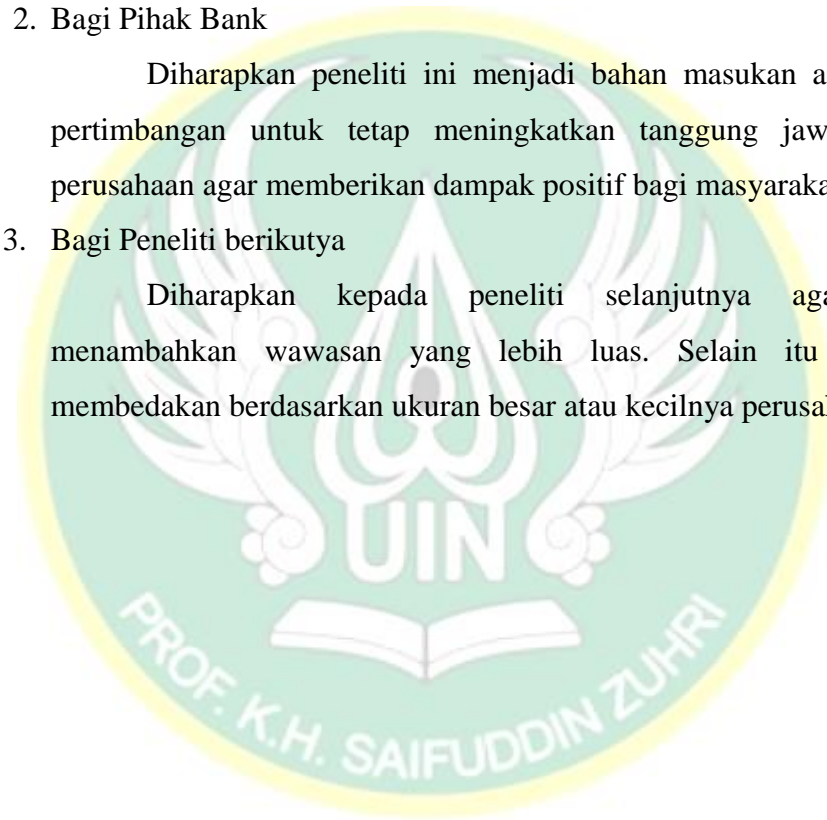 2. Bagi Pihak Bank
Diharapkan peneliti ini menjadi bahan masukan
pertimbangan untuk tetap meningkatkan tanggung
perusahaan agar memberikan dampak positif bagi
3. Bagi Peneliti berikutya
Diharapkan kepada peneliti selanjutnya
menambahkan wawasan yang lebih luas. Selain itu
membedakan berdasarkan ukuran besar atau kecilnya
UIN
PROF. K.H. SAIFUDDIN ZUHRI